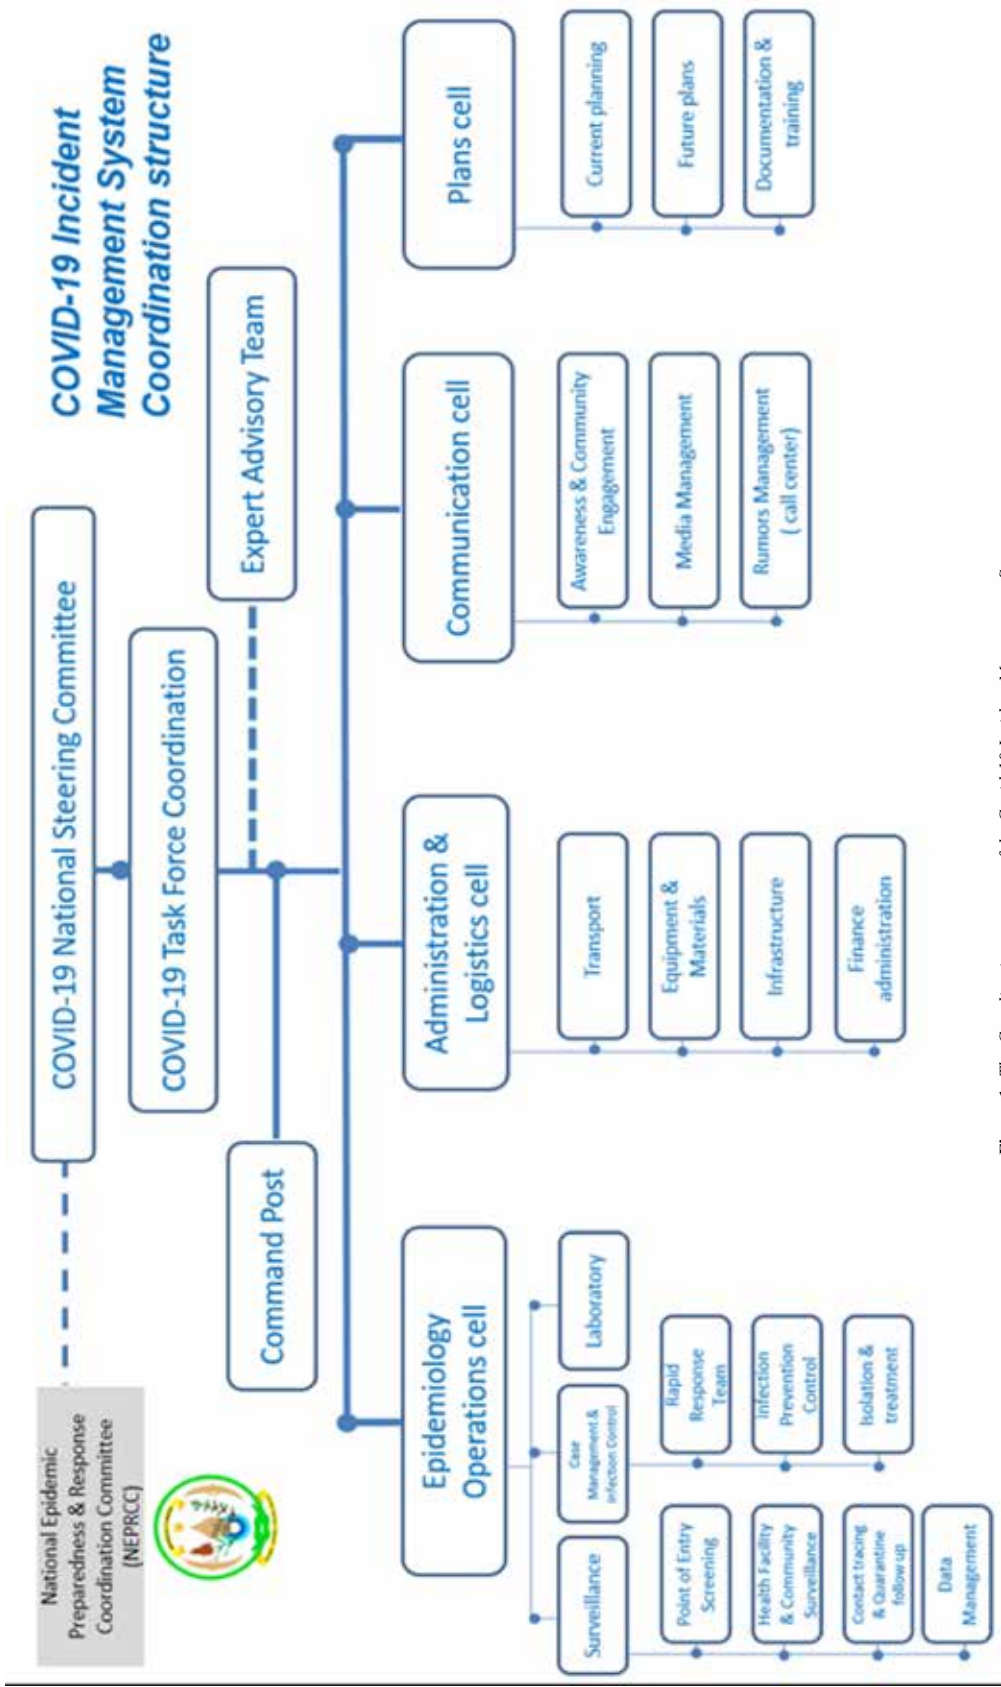 COVID-19 Incident
Management System
Coordination structure
National Epidemic
Preparedness & Response
Coordination Committee
(NEPRCC)
COVID-19 National Steering Committee
COVID-19 Task Force Coordination
Expert Advisory Team
Command Post
Epidemiology
Operations cell
Surveillance
Point of Entry
Screening
Health Facility
& Community
Surveillance
Contact tracing
& Quarantine
follow up
Data
Management
Case
Management &
Infection Control
Rapid
Response
Team
Infection
Prevention
Control
Isolation &
treatment
Laboratory
Administration &
Logistics cell
Transport
Equipment &
Materials
Infrastructure
Finance
administration
Communication cell
Awareness & Community
Engagement
Media Management
Rumors Management
( call center)
Plans cell
Current planning
Future plans
Documentation &
training